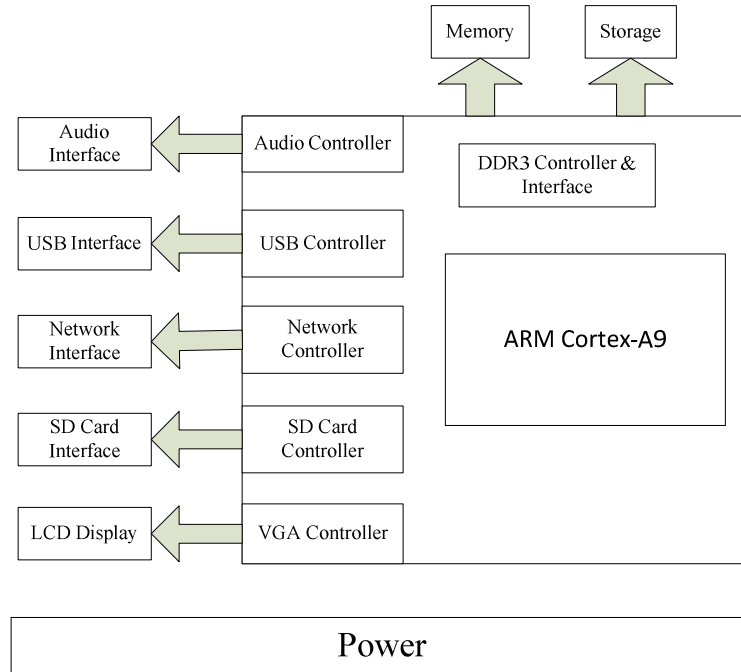 Memory
Storage
Audio
Interface
Audio Controller
DDR3 Controller &
Interface
USB Interface
USB Controller
Network
Interface
Network
Controller
ARM Cortex-A9
SD Card
Interface
SD Card
Controller
LCD Display
VGA Controller
Power